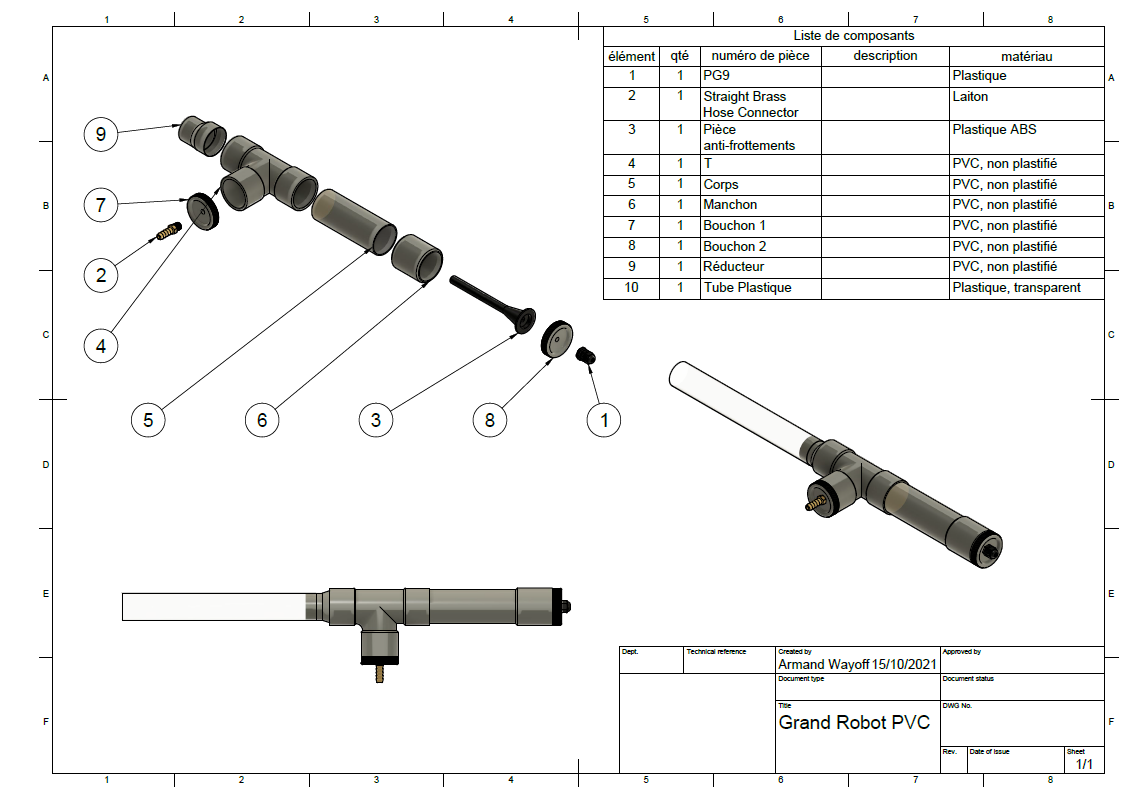 1 2 3 4 5 6 7 8
Liste de composants
élément qté numéro de pièce description matériau
1 1 PG9 Plastique
2 1 Straight Brass Laiton
Hose Connector
3 1 Pièce Plastique ABS
anti-frottements
4 1 T PVC, non plastifié
5 1 Corps PVC, non plastifié
6 1 Manchon PVC, non plastifié
7 1 Bouchon 1 PVC, non plastifié
8 1 Bouchon 2 PVC, non plastifié
9 1 Réducteur PVC, non plastifié
10 1 Tube Plastique Plastique, transparent
A A
9
7
B B
2
4
C C
5 6 3 8 1
D D
E E
Dept. Technical reference Created by Approved by
Armand Wayoff 15/10/2021
Document type Document status
Title DWG No.
Grand Robot PVC
F F
Rev. Date of issue Sheet
1/1
1 2 3 4 5 6 7 8